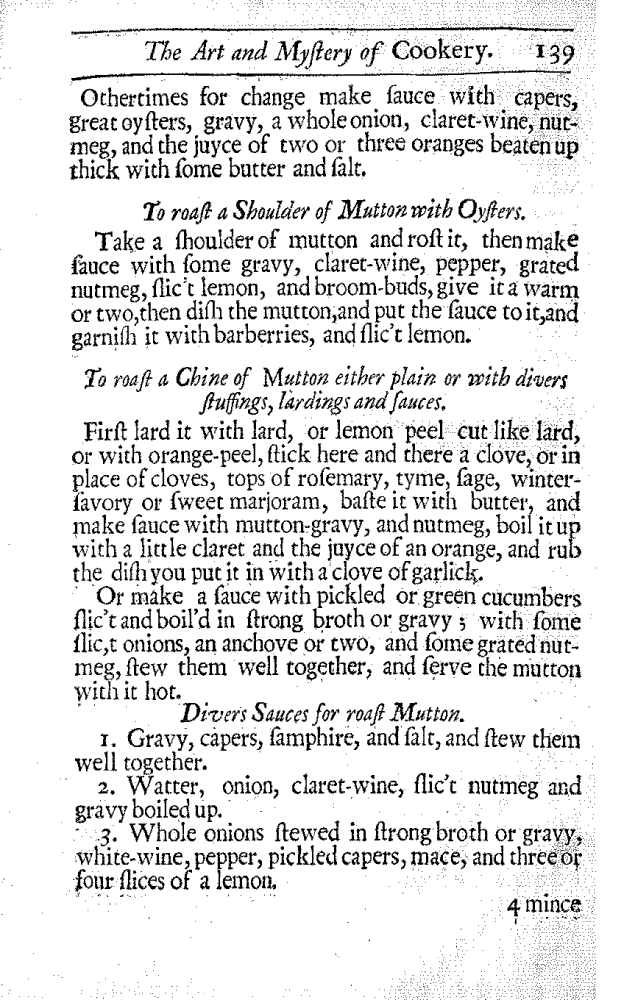 The Art and Myſtery of Cookery. 139
Othertimes for change make ſauce with capers,
great oyſters, gravy, a whole onion, claret-wine, nut-
meg, and the juyce of two or three oranges beaten up
thick with ſome butter and ſalt.
To roaſt a Shoulder of Mutton with Oyſters.
Take a ſhoulder of mutton and roſt it, then make
ſauce with ſome gravy, claret-wine, pepper, grated
nutmeg, ſlic't lemon, and broom-buds, give it a warm
or two, then diſh the mutton, and put the ſauce to it, and
garniſh it with barberries, and ſlic't lemon.
To roaſt a Chine of Mutton either plain or with divers
ſtuffings, lardings and ſauces.
Firſt lard it with lard, or lemon peel cut like lard,
or with orange-peel, ſtick here and there a clove, or in
place of cloves, tops of roſemary, tyme, ſage, winter-
ſavory or ſweet marjoram, baſte it with butter, and
make ſauce with mutton-gravy, and nutmeg, boil it up
with a little claret and the juyce of an orange, and rub
the diſh you put it in with a clove of garlick.
Or make a ſauce with pickled or green cucumbers
ſlic't and boil'd in ſtrong broth or gravy; with ſome
ſlic,t onions, an anchove or two, and ſome grated nut-
meg, ſtew them well together, and ſerve the mutton
with it hot.
Divers Sauces for roaſt Mutton.
1. Gravy, capers, ſamphire, and ſalt, and ſtew them
well together.
2. Watter, onion, claret-wine, ſlic't nutmeg and
gravy boiled up.
3. Whole onions ſtewed in ſtrong broth or gravy,
white-wine, pepper, pickled capers, mace, and three or
four ſlices of a lemon.
4 mince